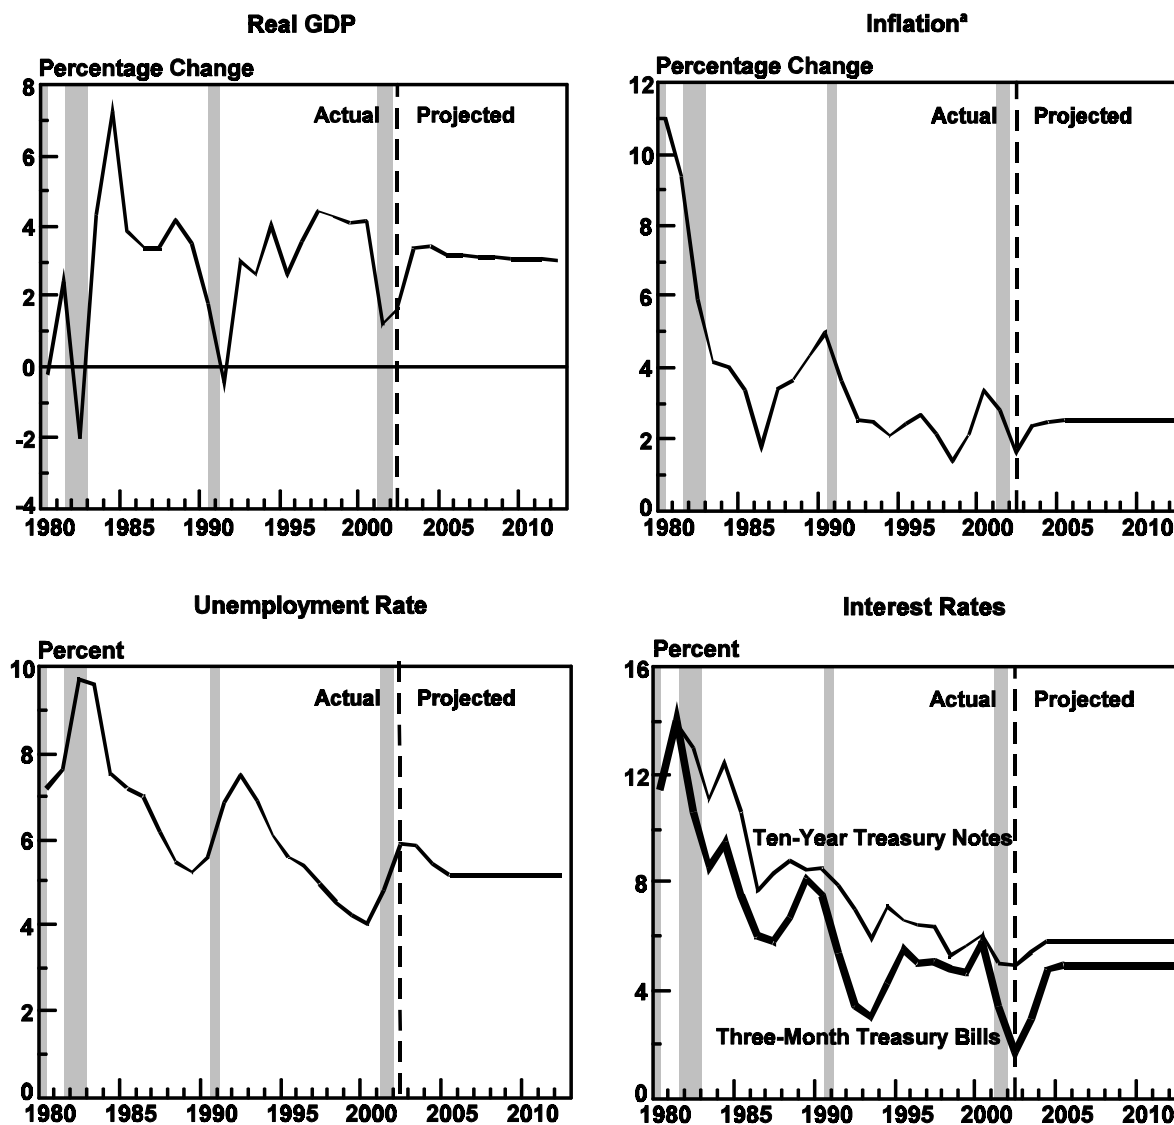 Real GDP
Percentage Change
8
6
4
2
0
-2
-4
Actual
Projected
1980 1985 1990 1995 2000 2005 2010
Inflationª
Percentage Change
12
10
8
6
4
2
0
Actual
Projected
1980 1985 1990 1995 2000 2005 2010
Unemployment Rate
Percent
10
8
6
4
2
0
Actual
Projected
1980 1985 1990 1995 2000 2005 2010
Interest Rates
Percent
16
12
8
4
0
Actual
Projected
Ten-Year Treasury Notes
Three-Month Treasury Bills
1980 1985 1990 1995 2000 2005 2010